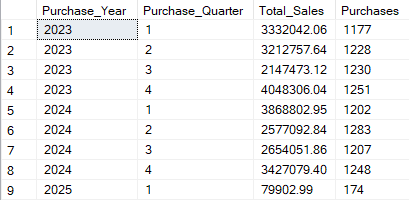 Purchase_Year Purchase_Quarter Total_Sales Purchases
1 2023 1 3332042.06 1177
2 2023 2 3212757.64 1228
3 2023 3 2147473.12 1230
4 2023 4 4048306.04 1251
5 2024 1 3868802.95 1202
6 2024 2 2577092.84 1283
7 2024 3 2654051.86 1207
8 2024 4 3427079.40 1248
9 2025 1 79902.99 174